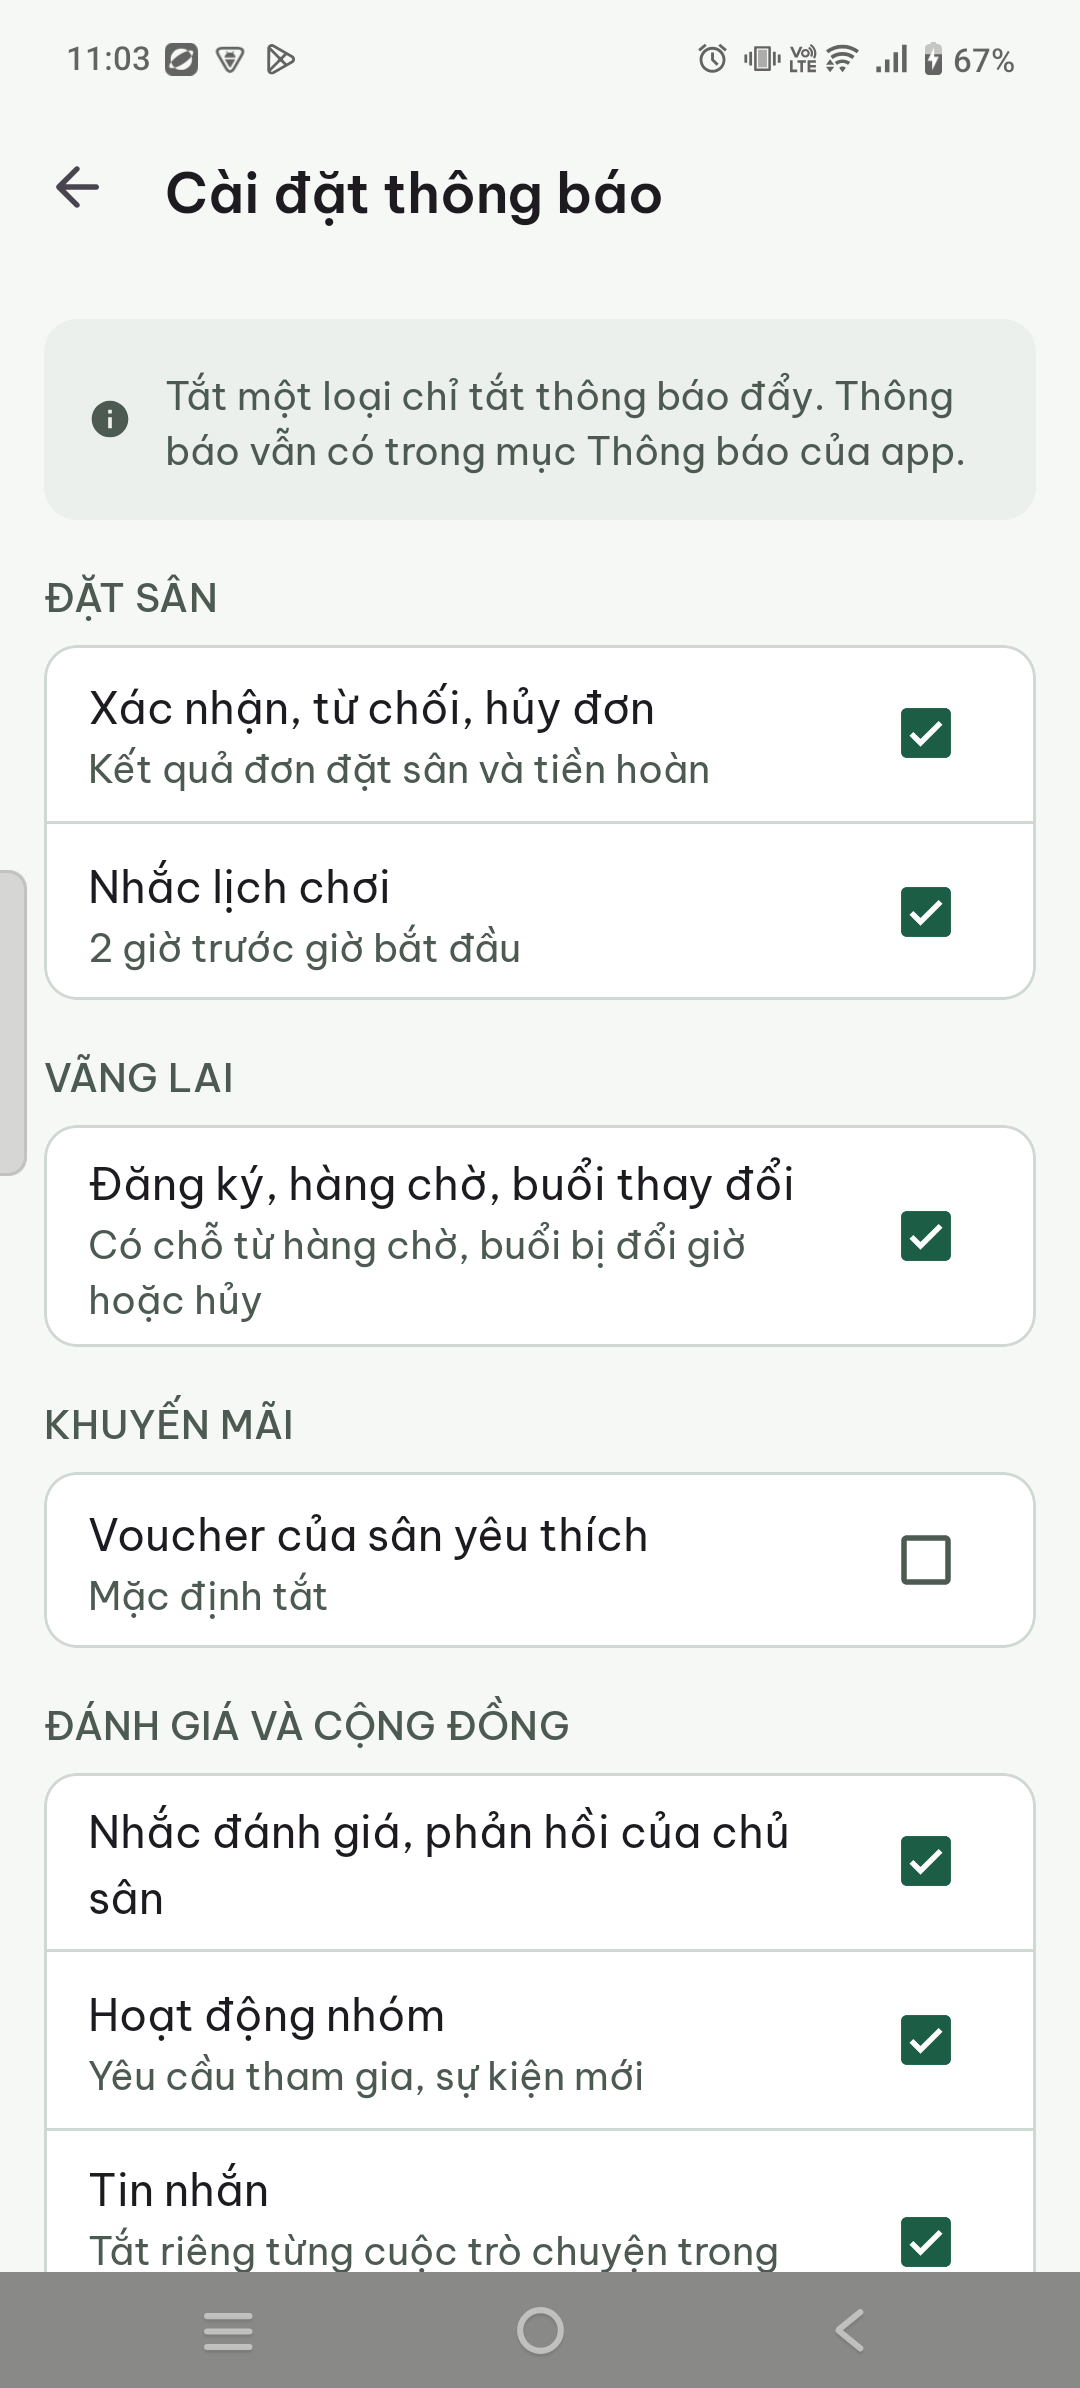 11:03
VO LTE
67%
Cài đặt thông báo
Tắt một loại chỉ tắt thông báo đẩy. Thông
báo vẫn có trong mục Thông báo của app.
ĐẶT SÂN
Xác nhận, từ chối, hủy đơn
Kết quả đơn đặt sân và tiền hoàn
Nhắc lịch chơi
2 giờ trước giờ bắt đầu
VÃNG LAI
Đăng ký, hàng chờ, buổi thay đổi
Có chỗ từ hàng chờ, buổi bị đổi giờ
hoặc hủy
KHUYẾN MÃI
Voucher của sân yêu thích
Mặc định tắt
ĐÁNH GIÁ VÀ CỘNG ĐỒNG
Nhắc đánh giá, phản hồi của chủ
sân
Hoạt động nhóm
Yêu cầu tham gia, sự kiện mới
Tin nhắn
Tắt riêng từng cuộc trò chuyện trong